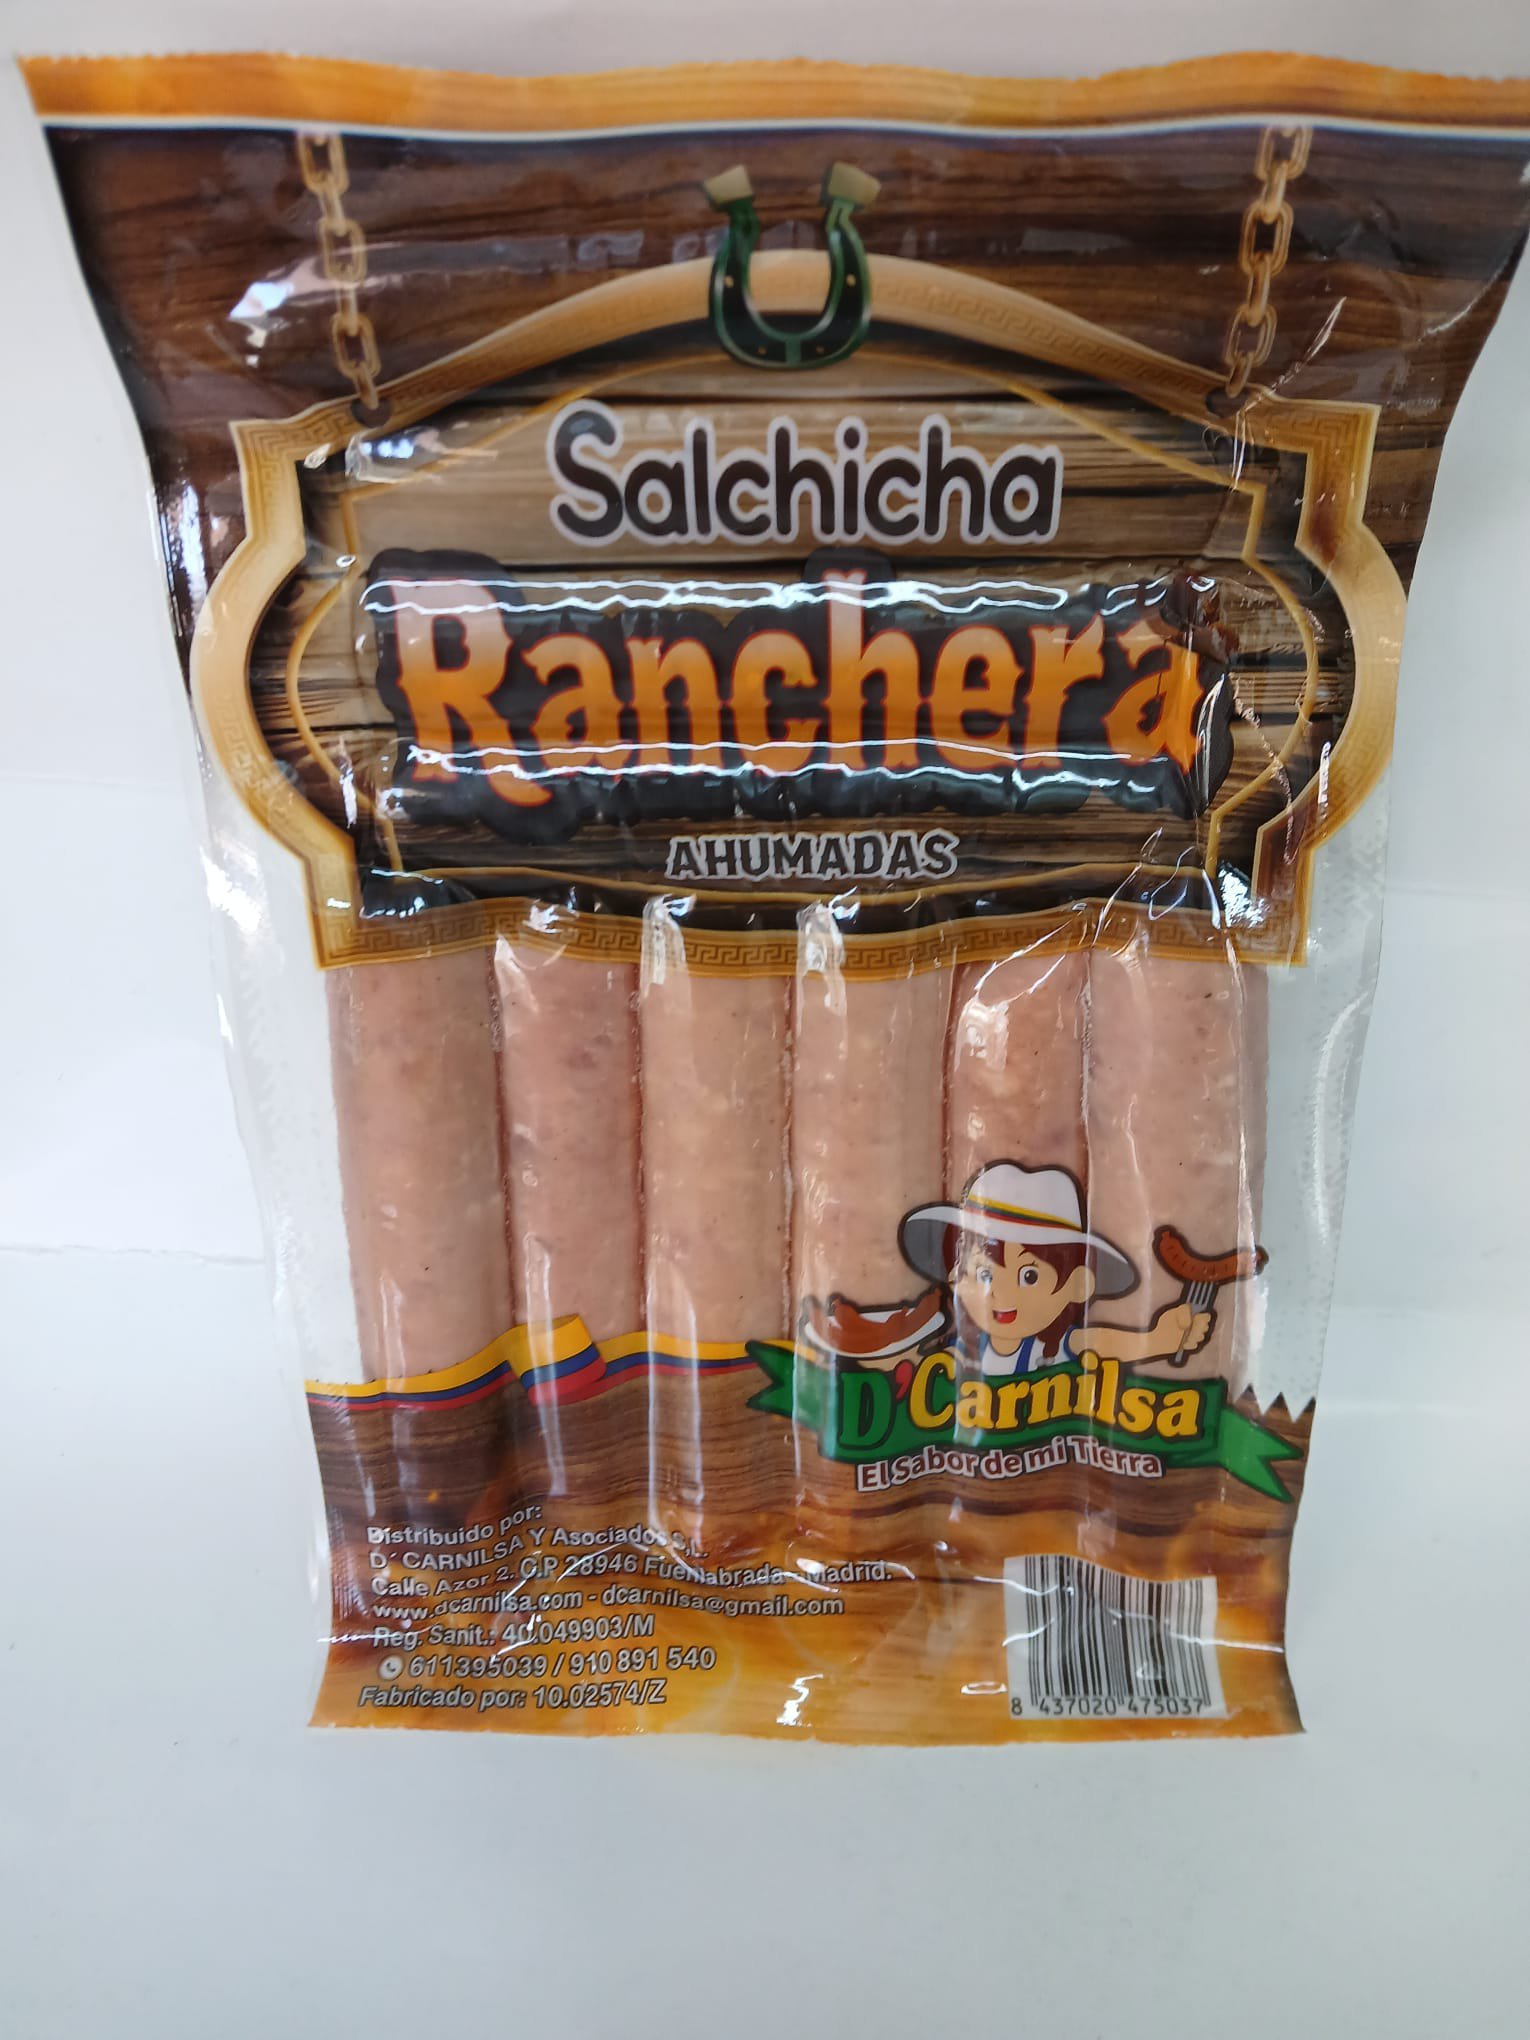 Salchicha
Ranchera
AHUMADAS
D'Carnilsa
El Sabor de mi Tierra
Distribuido por:
D´ CARNILSA Y Asociados S,L.
Calle Azor 2. C.P 28946 Fuenlabrada - Madrid.
www.dcarnilsa.com - dcarnilsa@gmail.com
Reg. Sanit.: 40.049903/M
611395039 / 910 891 540
Fabricado por: 10.02574/Z
8 437020 475037